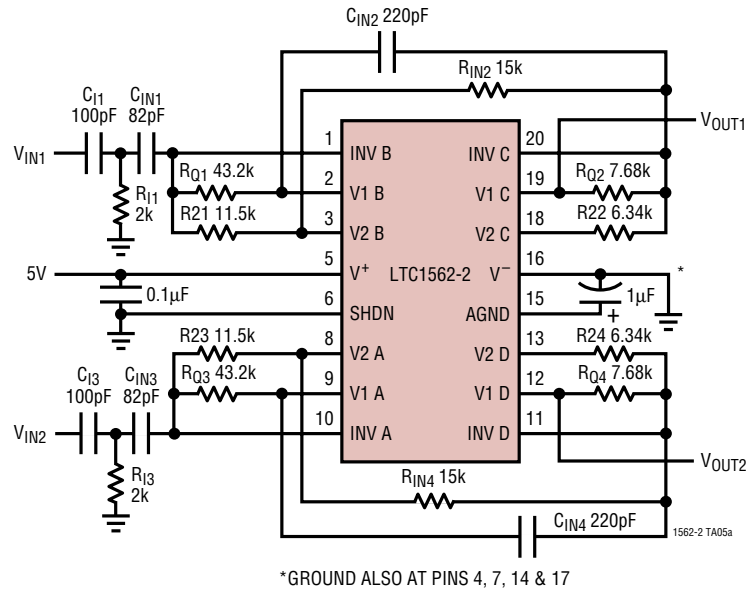 CIN2 220pF
RIN2 15k
CI1
100pF
CIN1
82pF
VOUT1
VIN1
1
INV B
INV C
20
RQ1 43.2k
2
V1 B
V1 C
19
RQ2 7.68k
RI1
2k
R21 11.5k
3
V2 B
V2 C
18
R22 6.34k
5V
5
V+
LTC1562-2
V–
16
*
0.1µF
6
SHDN
AGND
15
1µF
+
R23 11.5k
8
V2 A
V2 D
13
R24 6.34k
CI3
100pF
CIN3
82pF
RQ3 43.2k
9
V1 A
V1 D
12
RQ4 7.68k
VIN2
10
INV A
INV D
11
VOUT2
RI3
2k
RIN4 15k
CIN4 220pF
1562-2 TA05a
*GROUND ALSO AT PINS 4, 7, 14 & 17